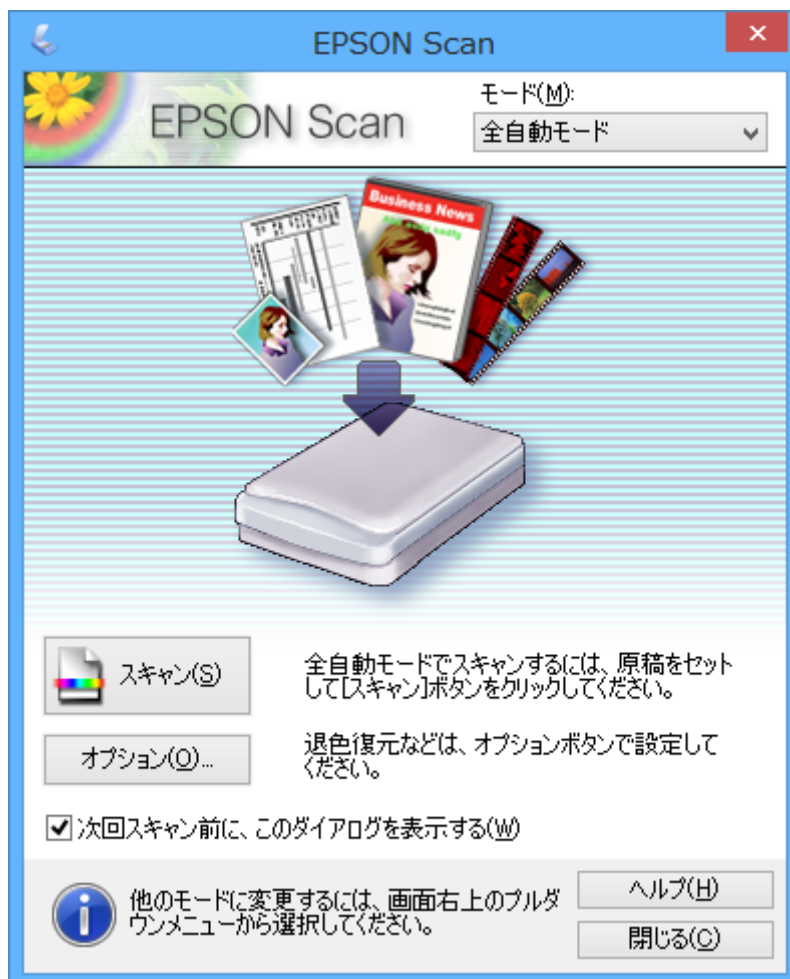 EPSON Scan
EPSON Scan
モード(M):
全自動モード
Business News
スキャン(S)
全自動モードでスキャンするには、原稿をセット
して[スキャン]ボタンをクリックしてください。
オプション(O)...
退色復元などは、オプションボタンで設定して
ください。
次回スキャン前に、このダイアログを表示する(W)
他のモードに変更するには、画面右上のプルダ
ウンメニューから選択してください。
ヘルプ(H)
閉じる(C)